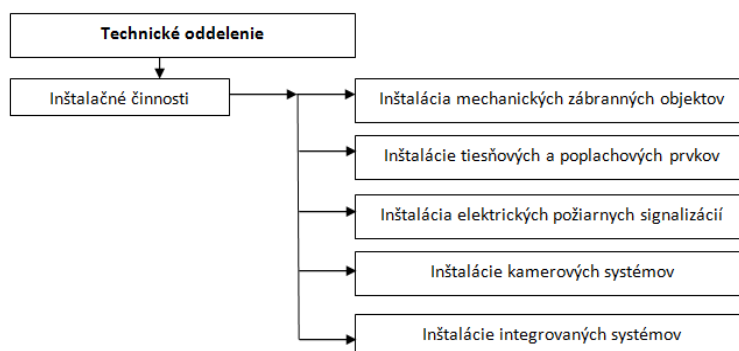 Technické oddelenie
Inštalačné činnosti
Inštalácia mechanických zábranných objektov
Inštalácie tiesňových a poplachových prvkov
Inštalácia elektrických požiarnych signalizácií
Inštalácie kamerových systémov
Inštalácie integrovaných systémov